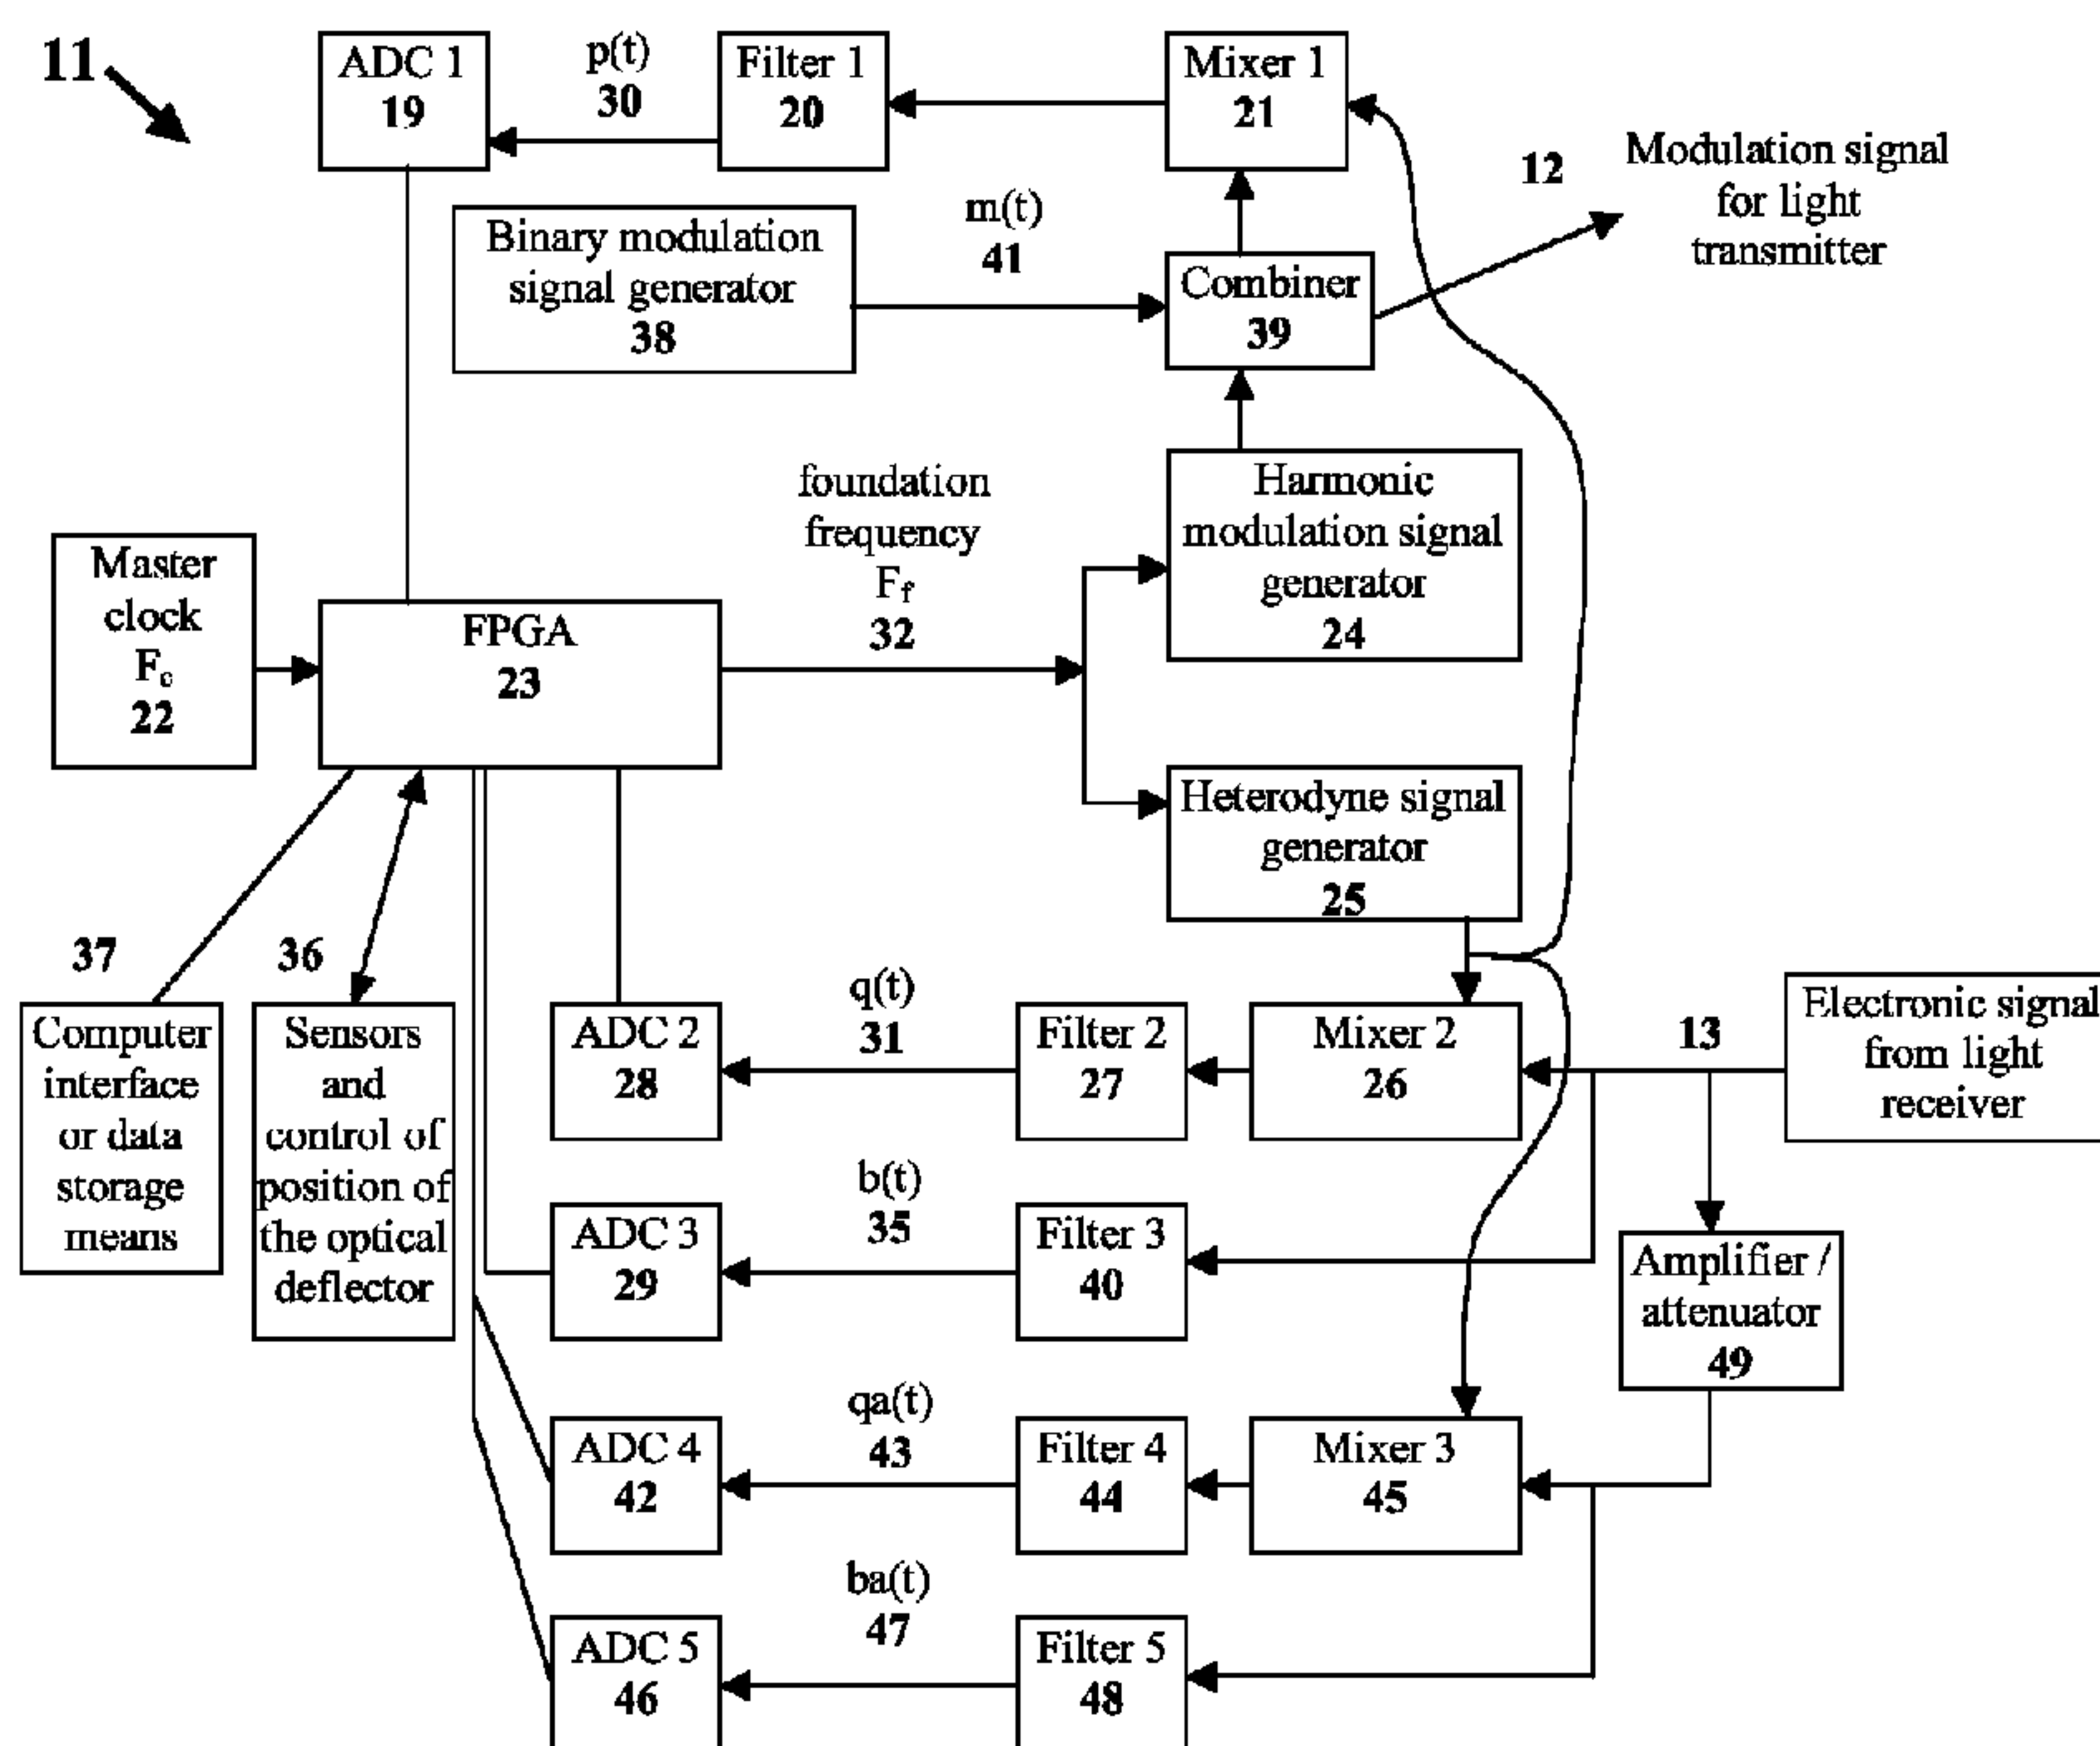 11
ADC 1
19
p(t)
30
Filter 1
20
Mixer 1
21
12
Modulation signal
for light
transmitter
Binary modulation
signal generator
38
m(t)
41
Combiner
39
Master
clock
Fc
22
FPGA
23
foundation
frequency
Ff
32
Harmonic
modulation signal
generator
24
Heterodyne signal
generator
25
37
36
Computer
interface
or data
storage
means
Sensors
and
control of
position of
the optical
deflector
ADC 2
28
q(t)
31
Filter 2
27
Mixer 2
26
13
Electronic signal
from light
receiver
ADC 3
29
b(t)
35
Filter 3
40
Amplifier /
attenuator
49
ADC 4
42
qa(t)
43
Filter 4
44
Mixer 3
45
ADC 5
46
ba(t)
47
Filter 5
48